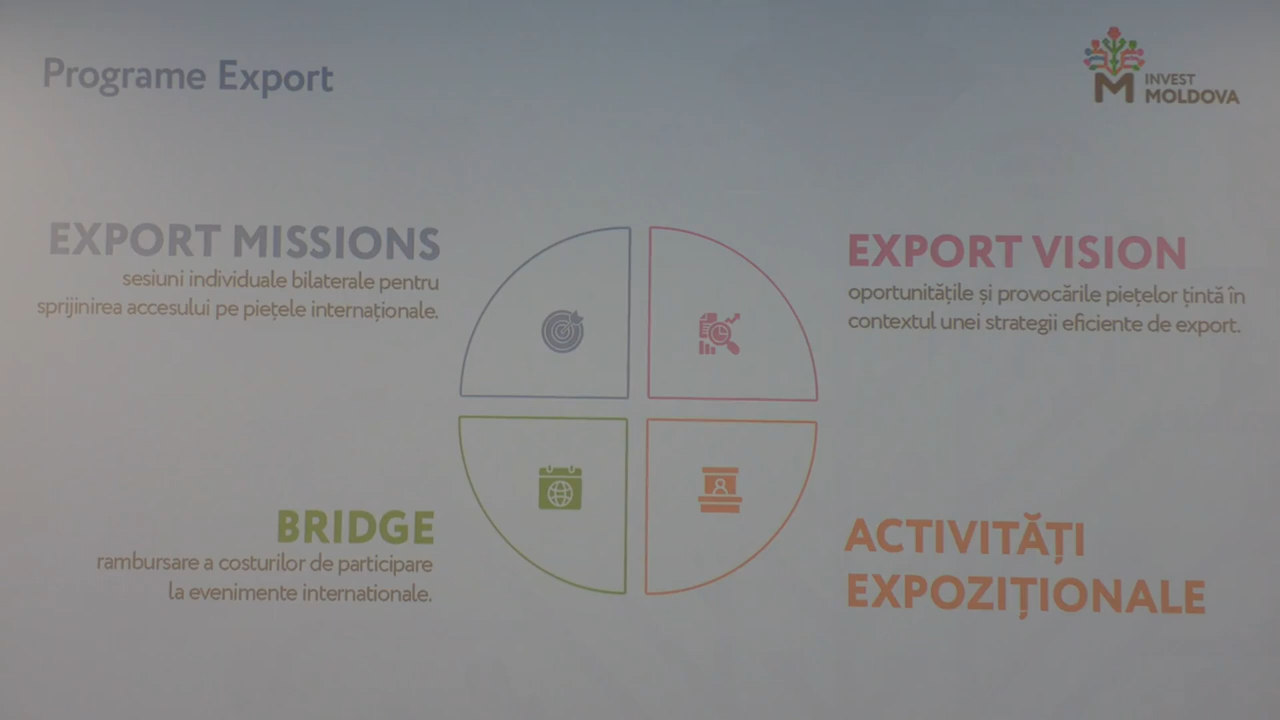 Programe Export
INVEST
MOLDOVA
EXPORT MISSIONS
sesiuni individuale bilaterale pentru
sprijinirea accesului pe piețele internaționale.
EXPORT VISION
oportunitățile și provocările piețelor țintă în
contextul unei strategii eficiente de export.
BRIDGE
rambursare a costurilor de participare
la evenimente internationale.
ACTIVITĂȚI
EXPOZIȚIONALE